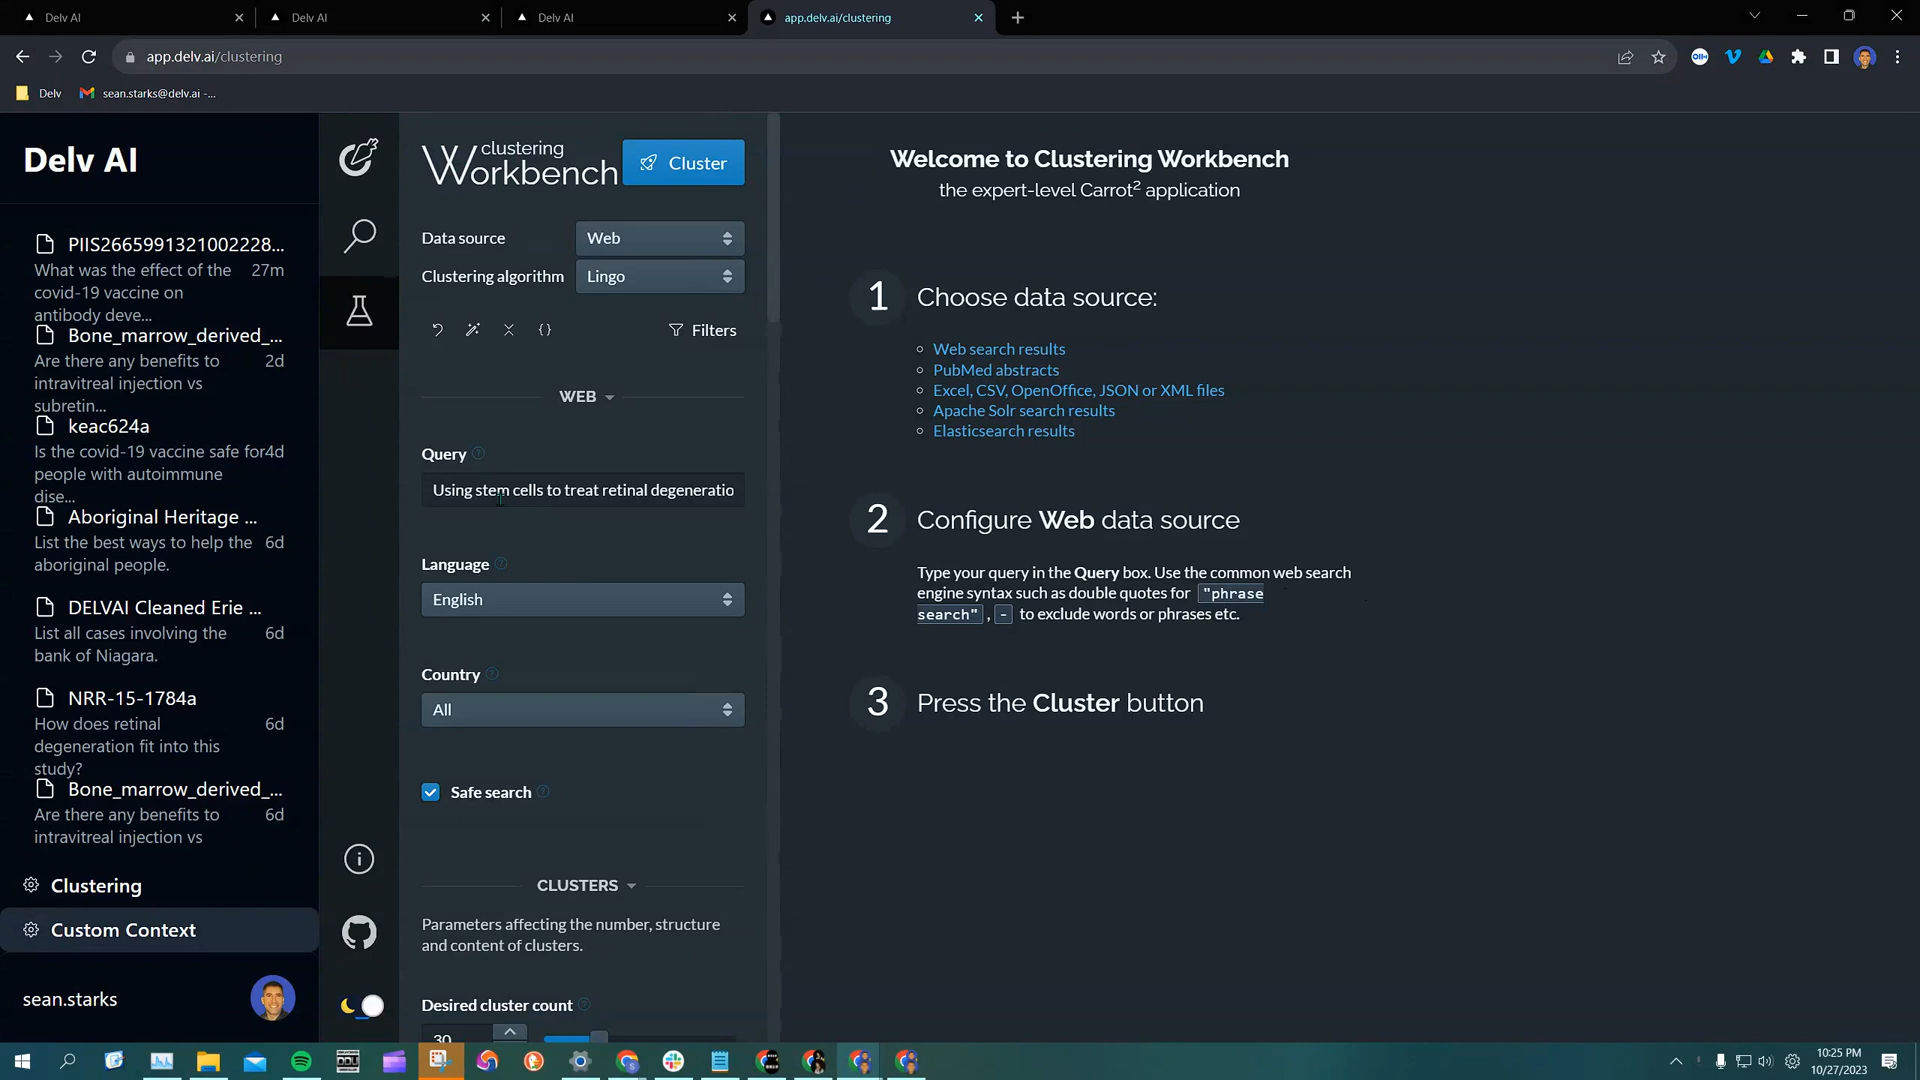 Delv AI
Delv AI
Delv AI
app.delv.ai/clustering
app.delv.ai/clustering
Delv
sean.starks@delv.ai -...
Delv AI
PIIS2665991321002228...
What was the effect of the 27m
covid-19 vaccine on
antibody deve...
Bone_marrow_derived_...
Are there any benefits to 2d
intravitreal injection vs
subretin...
keac624a
Is the covid-19 vaccine safe for 4d
people with autoimmune
dise...
Aboriginal Heritage ...
List the best ways to help the 6d
aboriginal people.
DELVAI Cleaned Erie ...
List all cases involving the 6d
bank of Niagara.
NRR-15-1784a
How does retinal 6d
degeneration fit into this
study?
Bone_marrow_derived_...
Are there any benefits to 6d
intravitreal injection vs
Clustering
Custom Context
sean.starks
clustering
Workbench
Cluster
Data source Web
Clustering algorithm Lingo
{ } Filters
WEB
Query ?
Using stem cells to treat retinal degeneratio
Language ?
English
Country ?
All
Safe search ?
CLUSTERS
Parameters affecting the number, structure
and content of clusters.
Desired cluster count ?
30
Welcome to Clustering Workbench
the expert-level Carrot2 application
1 Choose data source:
Web search results
PubMed abstracts
Excel, CSV, OpenOffice, JSON or XML files
Apache Solr search results
Elasticsearch results
2 Configure Web data source
Type your query in the Query box. Use the common web search
engine syntax such as double quotes for "phrase
search" , - to exclude words or phrases etc.
3 Press the Cluster button
10:25 PM
10/27/2023